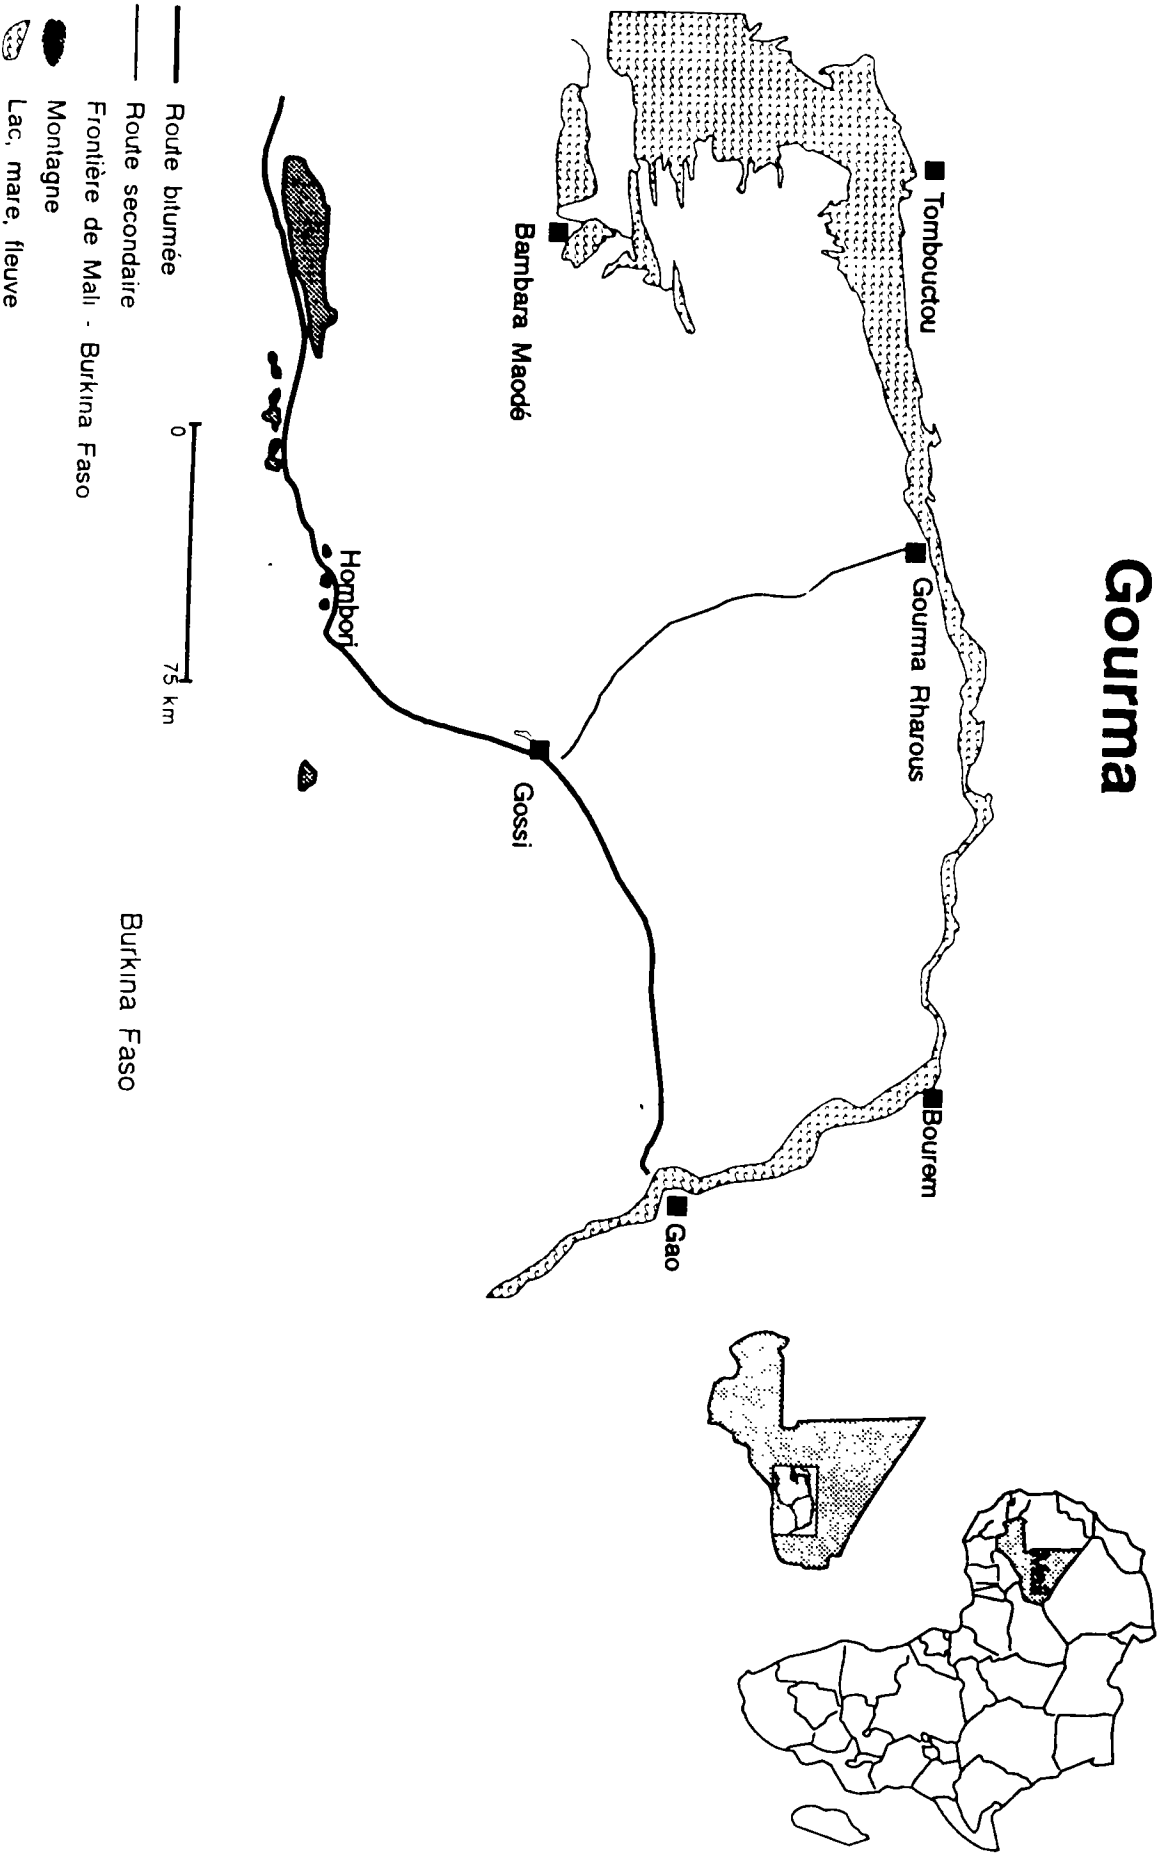 Gourma
Tombouctou
Gourma Rharous
Bourem
Gao
Bambara Maodé
Gossi
Hombori
Mali
0
75 km
Burkina Faso
Route bitumée
Route secondaire
Frontière de Mali - Burkina Faso
Montagne
Lac, mare, fleuve